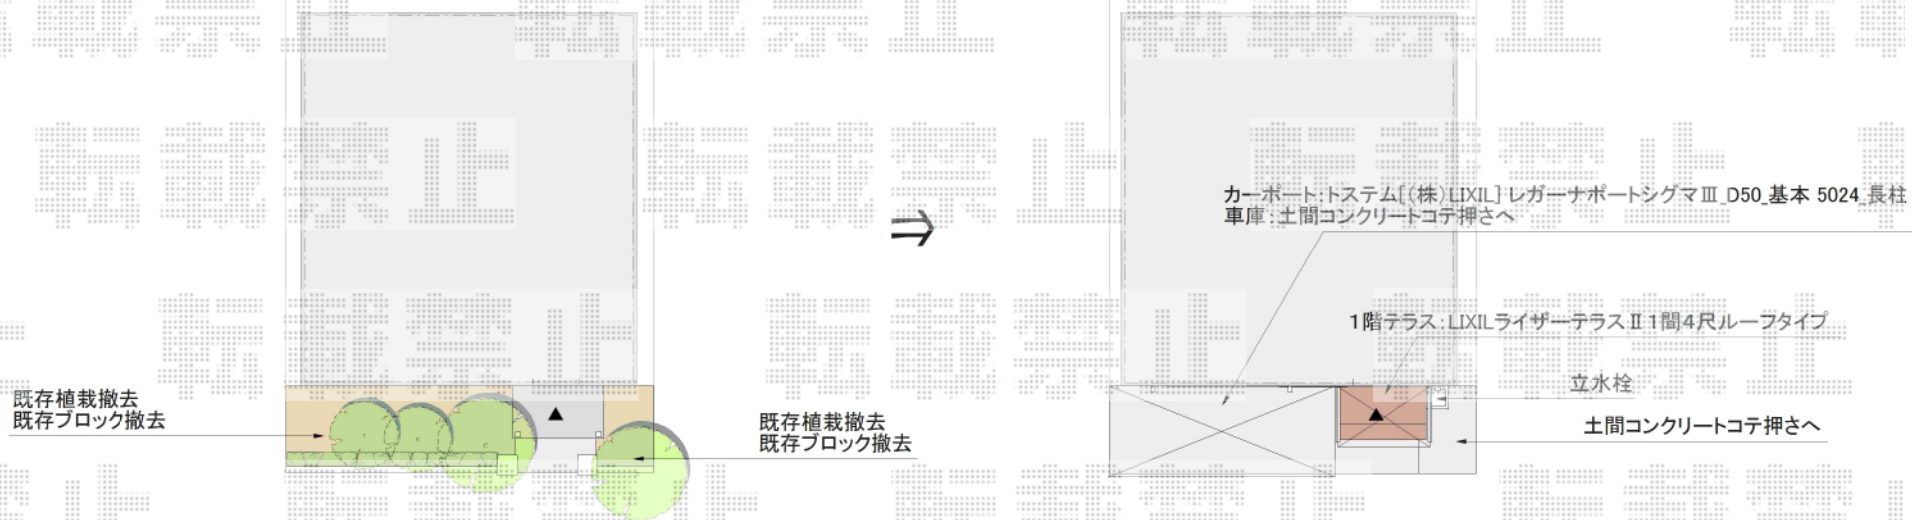 既存植栽撤去
既存ブロック撤去
既存植栽撤去
既存ブロック撤去
⇒
カーポート:トステム[(株)LIXIL] レガーナポートシグマⅢ_D50_基本 5024_長柱
車庫:土間コンクリートコテ押さへ
1階テラス:LIXILライザーテラスⅡ1間4尺ルーフタイプ
立水栓
土間コンクリートコテ押さへ
転載禁止